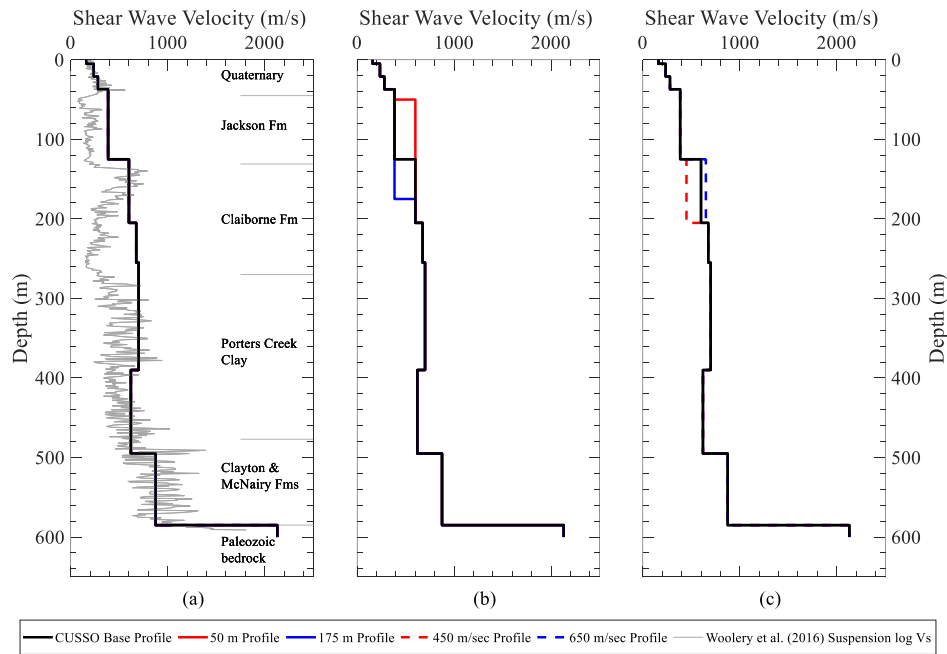 Shear Wave Velocity (m/s) Shear Wave Velocity (m/s) Shear Wave Velocity (m/s)
0 1000 2000 0 1000 2000 0 1000 2000
0 0
Quaternary
100 Jackson Fm 100
200 Claiborne Fm 200
Depth (m) Depth (m)
300 300
Porters Creek
Clay
400 400
500 Clayton & 500
McNairy Fms
600 Paleozoic 600
bedrock
(a) (b) (c)
CUSSO Base Profile 50 m Profile 175 m Profile 450 m/sec Profile 650 m/sec Profile Woolery et al. (2016) Suspension log Vs